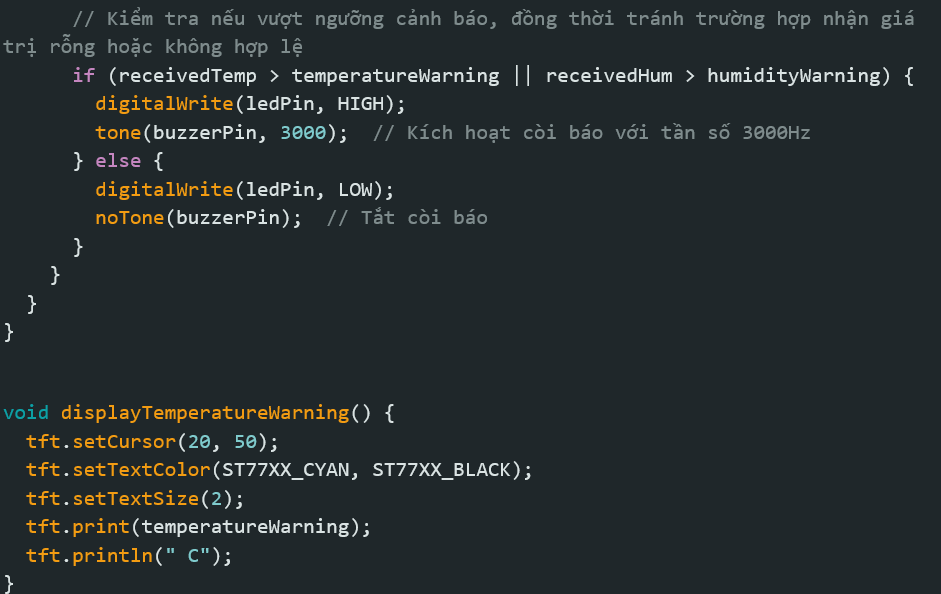 // Kiểm tra nếu vượt ngưỡng cảnh báo, đồng thời tránh trường hợp nhận giá
trị rỗng hoặc không hợp lệ
if (receivedTemp > temperatureWarning || receivedHum > humidityWarning) {
digitalWrite(ledPin, HIGH);
tone(buzzerPin, 3000);  // Kích hoạt còi báo với tần số 3000Hz
} else {
digitalWrite(ledPin, LOW);
noTone(buzzerPin);  // Tắt còi báo
}
}
}
}
void displayTemperatureWarning() {
tft.setCursor(20, 50);
tft.setTextColor(ST77XX_CYAN, ST77XX_BLACK);
tft.setTextSize(2);
tft.print(temperatureWarning);
tft.println(" C");
}